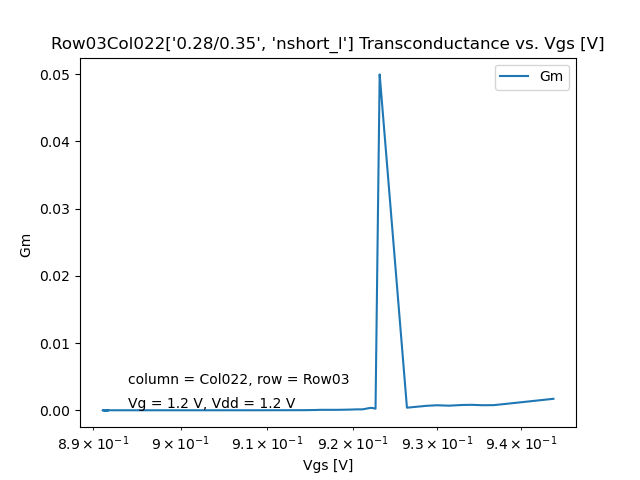 Row03Col022['0.28/0.35', 'nshort_l'] Transconductance vs. Vgs [V]
Gm
0.05
0.04
0.03
0.02
0.01
0.00
Gm
column = Col022, row = Row03
Vg = 1.2 V, Vdd = 1.2 V
8.9 × 10⁻¹ 9 × 10⁻¹ 9.1 × 10⁻¹ 9.2 × 10⁻¹ 9.3 × 10⁻¹ 9.4 × 10⁻¹
Vgs [V]